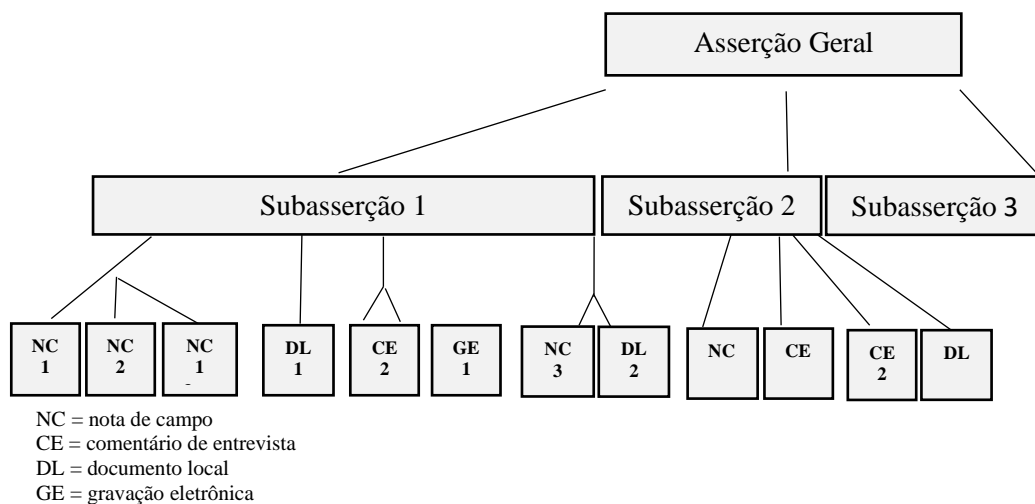 Asserção Geral
Subasserção 1
Subasserção 2
Subasserção 3
NC
1
NC
2
NC
1
DL
1
CE
2
GE
1
NC
3
DL
2
NC
CE
CE
2
DL
NC = nota de campo
CE = comentário de entrevista
DL = documento local
GE = gravação eletrônica